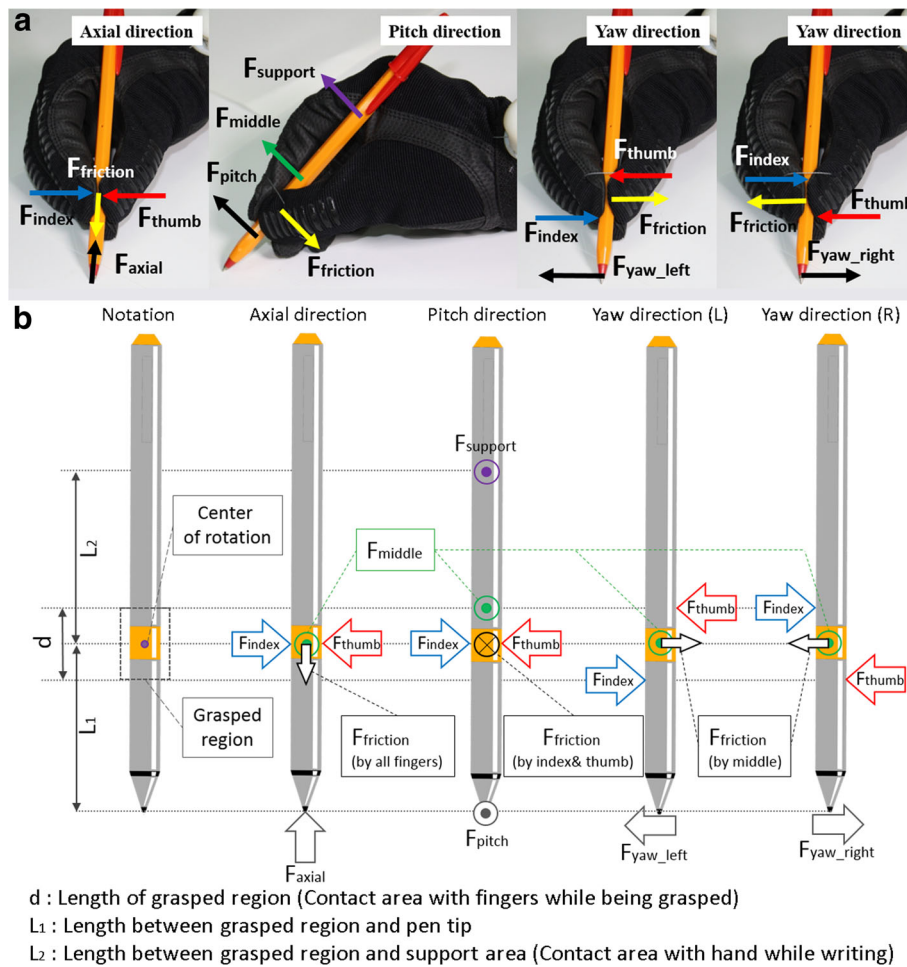 a
Axial direction
Pitch direction
Yaw direction
Yaw direction
Ffriction
Findex
Fthumb
Faxial
Fsupport
Fmiddle
Fpitch
Ffriction
Fthumb
Ffriction
Findex
Fyaw_left
Findex
Fthumb
Ffriction
Fyaw_right
b
Notation
Axial direction
Pitch direction
Yaw direction (L)
Yaw direction (R)
Fsupport
L2
Center
of rotation
Fmiddle
d
Findex
Fthumb
Findex
Fthumb
Fthumb
Findex
Findex
Fthumb
L1
Grasped
region
Ffriction
(by all fingers)
Ffriction
(by index& thumb)
Ffriction
(by middle)
Faxial
Fpitch
Fyaw_left
Fyaw_right
d : Length of grasped region (Contact area with fingers while being grasped)
L1 : Length between grasped region and pen tip
L2 : Length between grasped region and support area (Contact area with hand while writing)